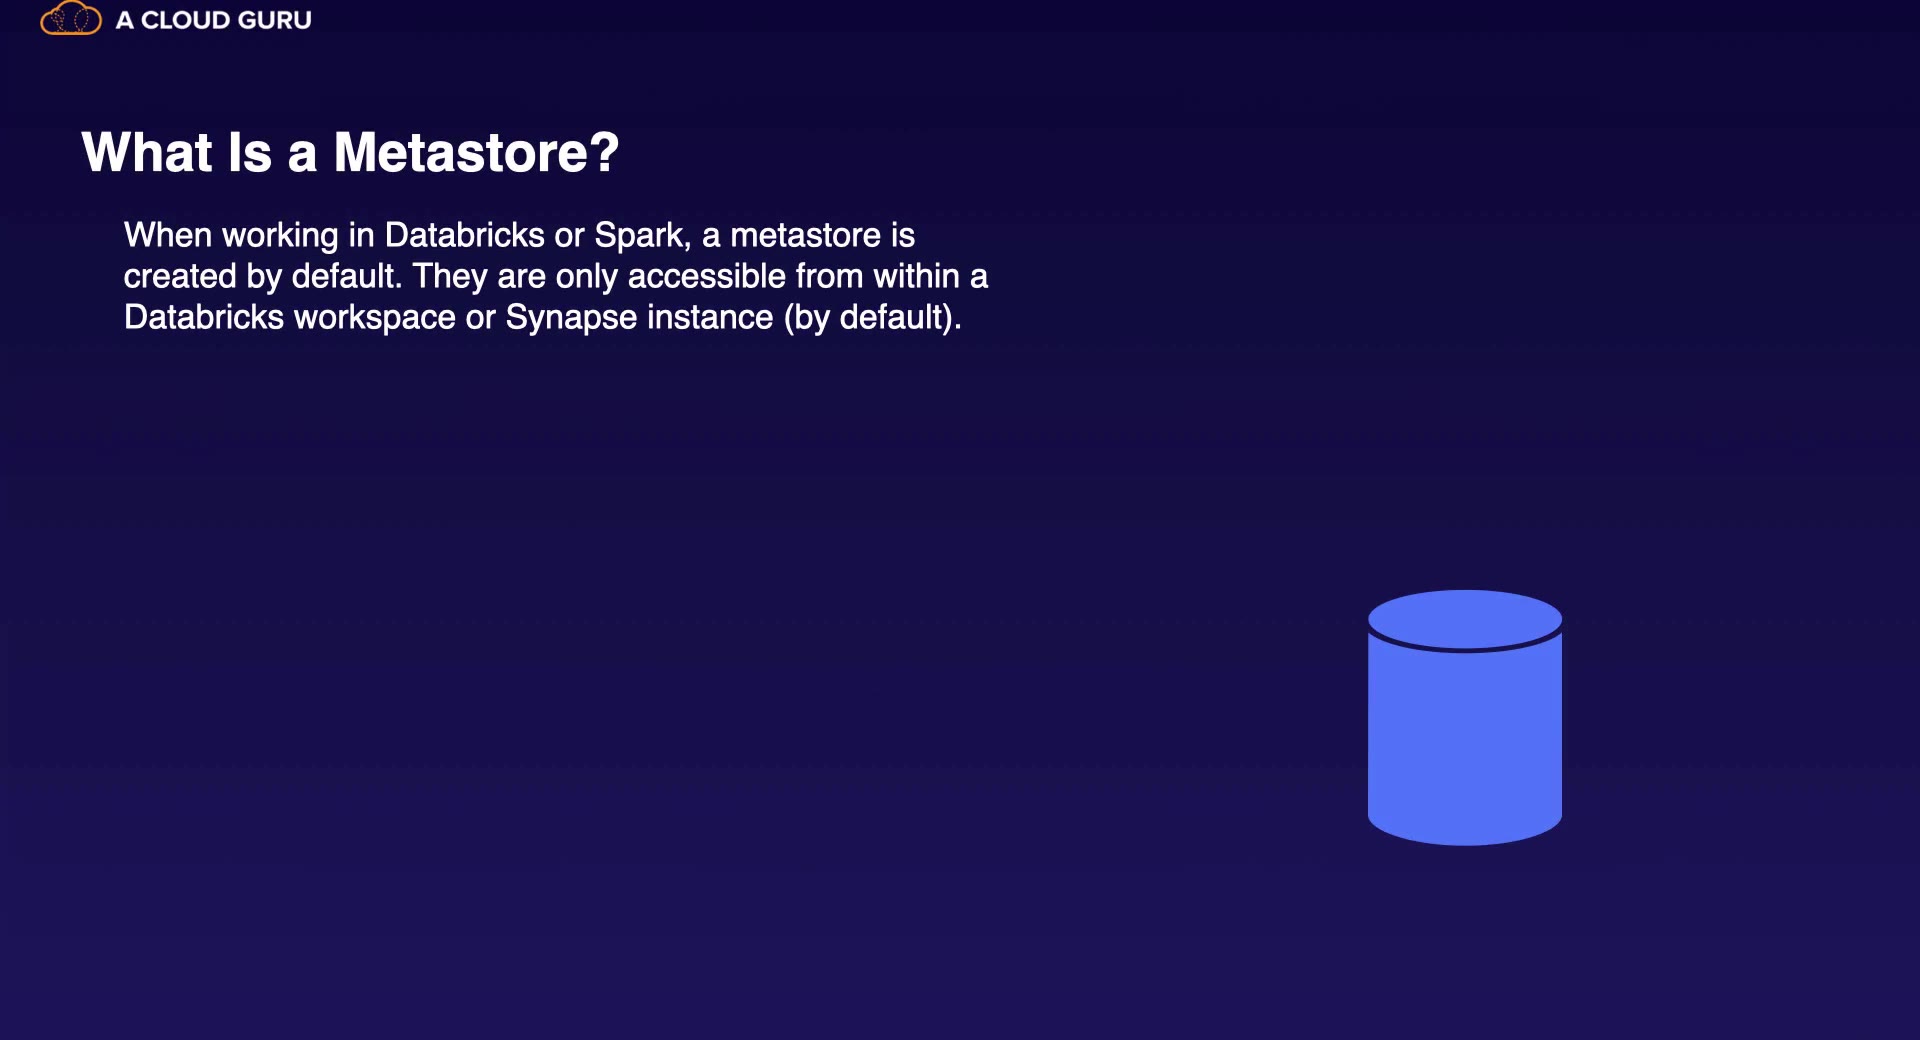 A CLOUD GURU
What Is a Metastore?
When working in Databricks or Spark, a metastore is
created by default. They are only accessible from within a
Databricks workspace or Synapse instance (by default).